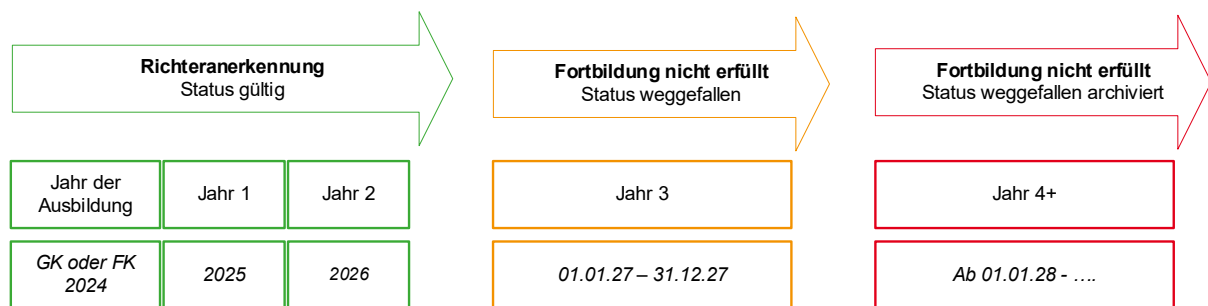 Richteranerkennung
Status gültig
Fortbildung nicht erfüllt
Status weggefallen
Fortbildung nicht erfüllt
Status weggefallen archiviert
Jahr der
Ausbildung
Jahr 1
Jahr 2
Jahr 3
Jahr 4+
GK oder FK
2024
2025
2026
01.01.27 – 31.12.27
Ab 01.01.28 - ….